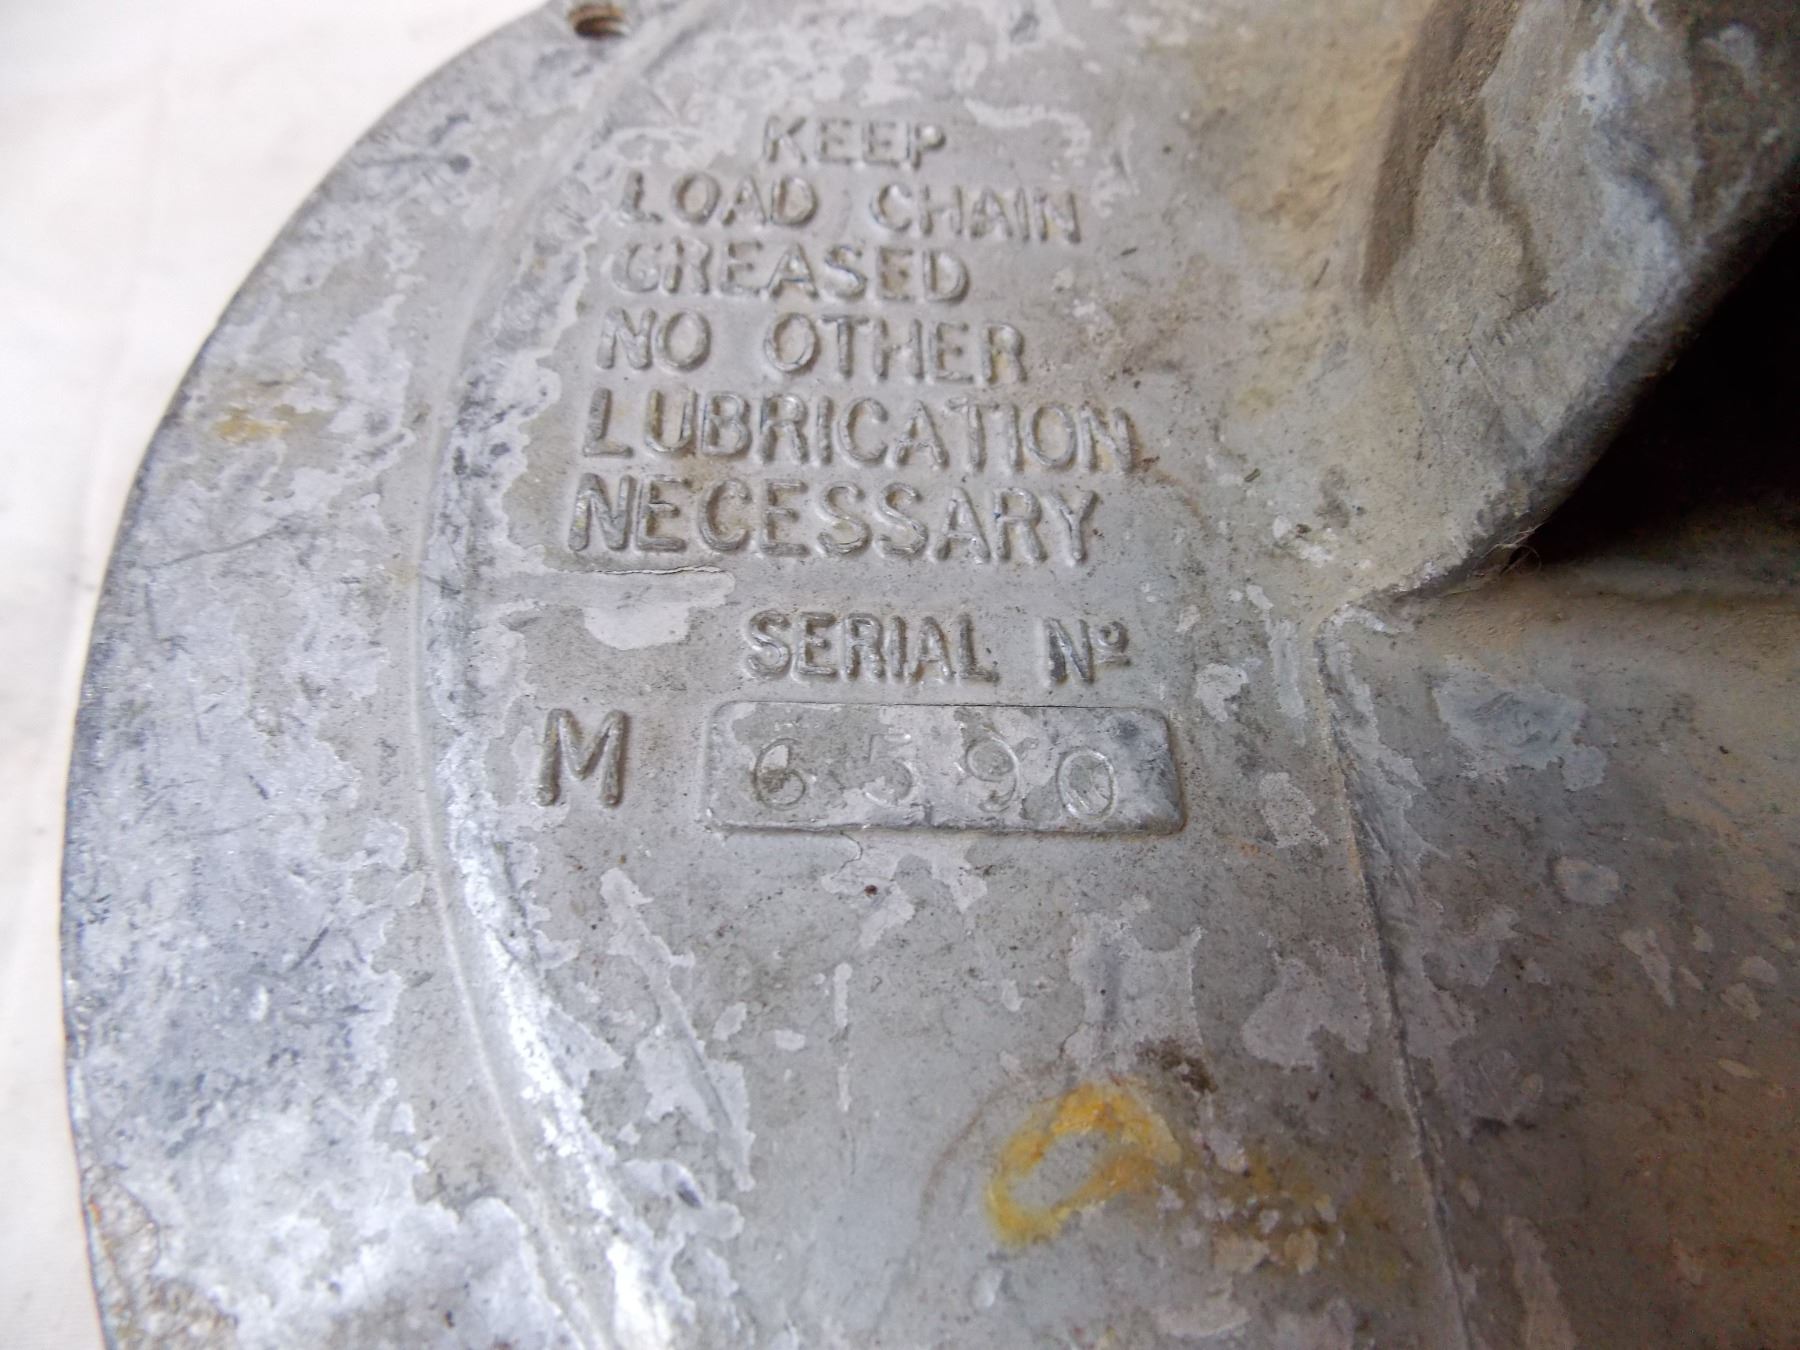 KEEP
LOAD CHAIN
GREASED
NO OTHER
LUBRICATION
NECESSARY
SERIAL Nº
M 6590